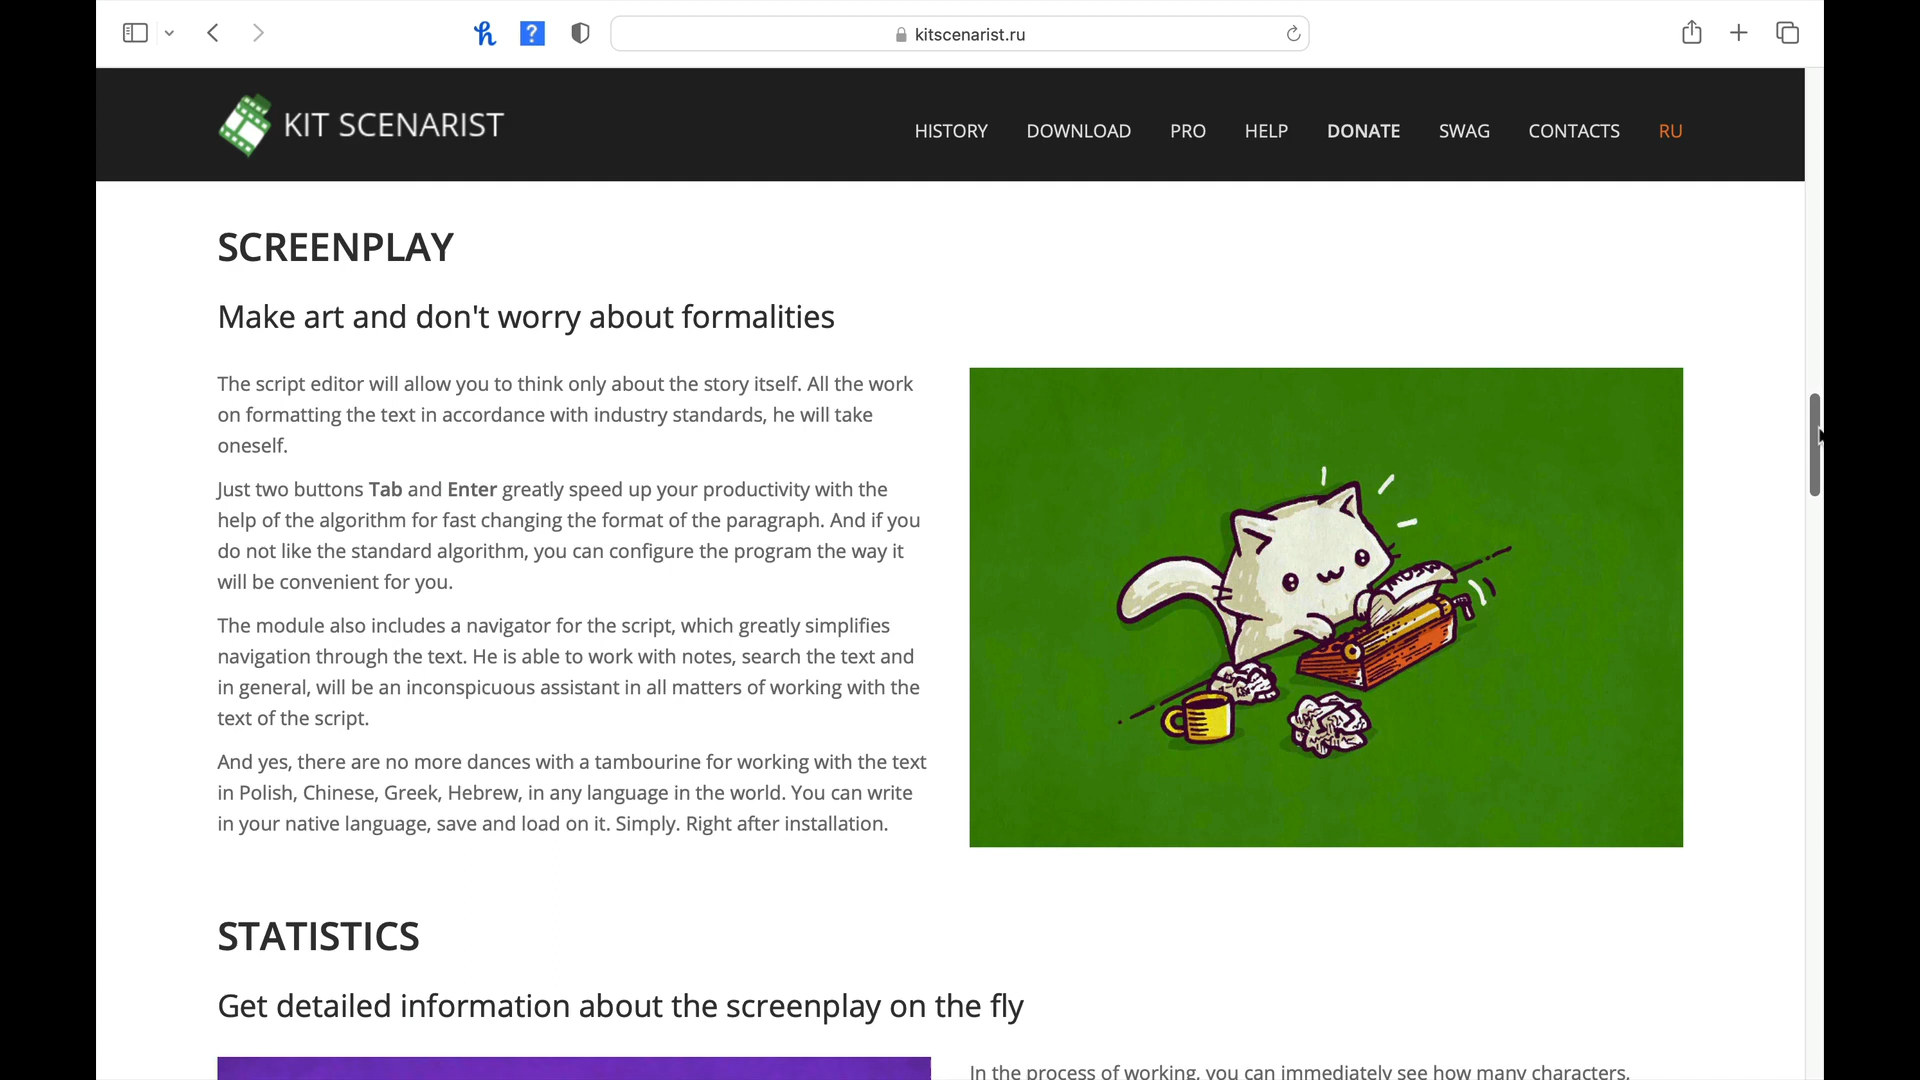 kitscenarist.ru
KIT SCENARIST
HISTORY DOWNLOAD PRO HELP DONATE SWAG CONTACTS RU
SCREENPLAY
Make art and don't worry about formalities
The script editor will allow you to think only about the story itself. All the work
on formatting the text in accordance with industry standards, he will take
oneself.
Just two buttons Tab and Enter greatly speed up your productivity with the
help of the algorithm for fast changing the format of the paragraph. And if you
do not like the standard algorithm, you can configure the program the way it
will be convenient for you.
The module also includes a navigator for the script, which greatly simplifies
navigation through the text. He is able to work with notes, search the text and
in general, will be an inconspicuous assistant in all matters of working with the
text of the script.
And yes, there are no more dances with a tambourine for working with the text
in Polish, Chinese, Greek, Hebrew, in any language in the world. You can write
in your native language, save and load on it. Simply. Right after installation.
STATISTICS
Get detailed information about the screenplay on the fly
In the process of working, you can immediately see how many characters,